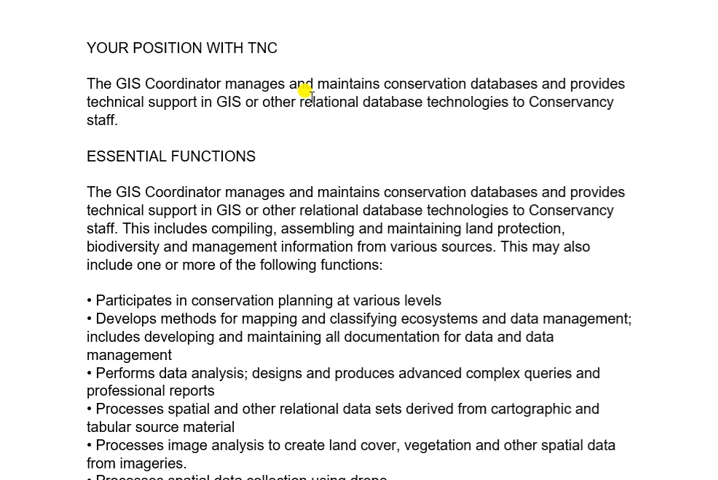 YOUR POSITION WITH TNC
The GIS Coordinator manages and maintains conservation databases and provides
technical support in GIS or other relational database technologies to Conservancy
staff.
ESSENTIAL FUNCTIONS
The GIS Coordinator manages and maintains conservation databases and provides
technical support in GIS or other relational database technologies to Conservancy
staff. This includes compiling, assembling and maintaining land protection,
biodiversity and management information from various sources. This may also
include one or more of the following functions:
• Participates in conservation planning at various levels
• Develops methods for mapping and classifying ecosystems and data management;
includes developing and maintaining all documentation for data and data
management
• Performs data analysis; designs and produces advanced complex queries and
professional reports
• Processes spatial and other relational data sets derived from cartographic and
tabular source material
• Processes image analysis to create land cover, vegetation and other spatial data
from imageries.
• Processes spatial data collection using drone